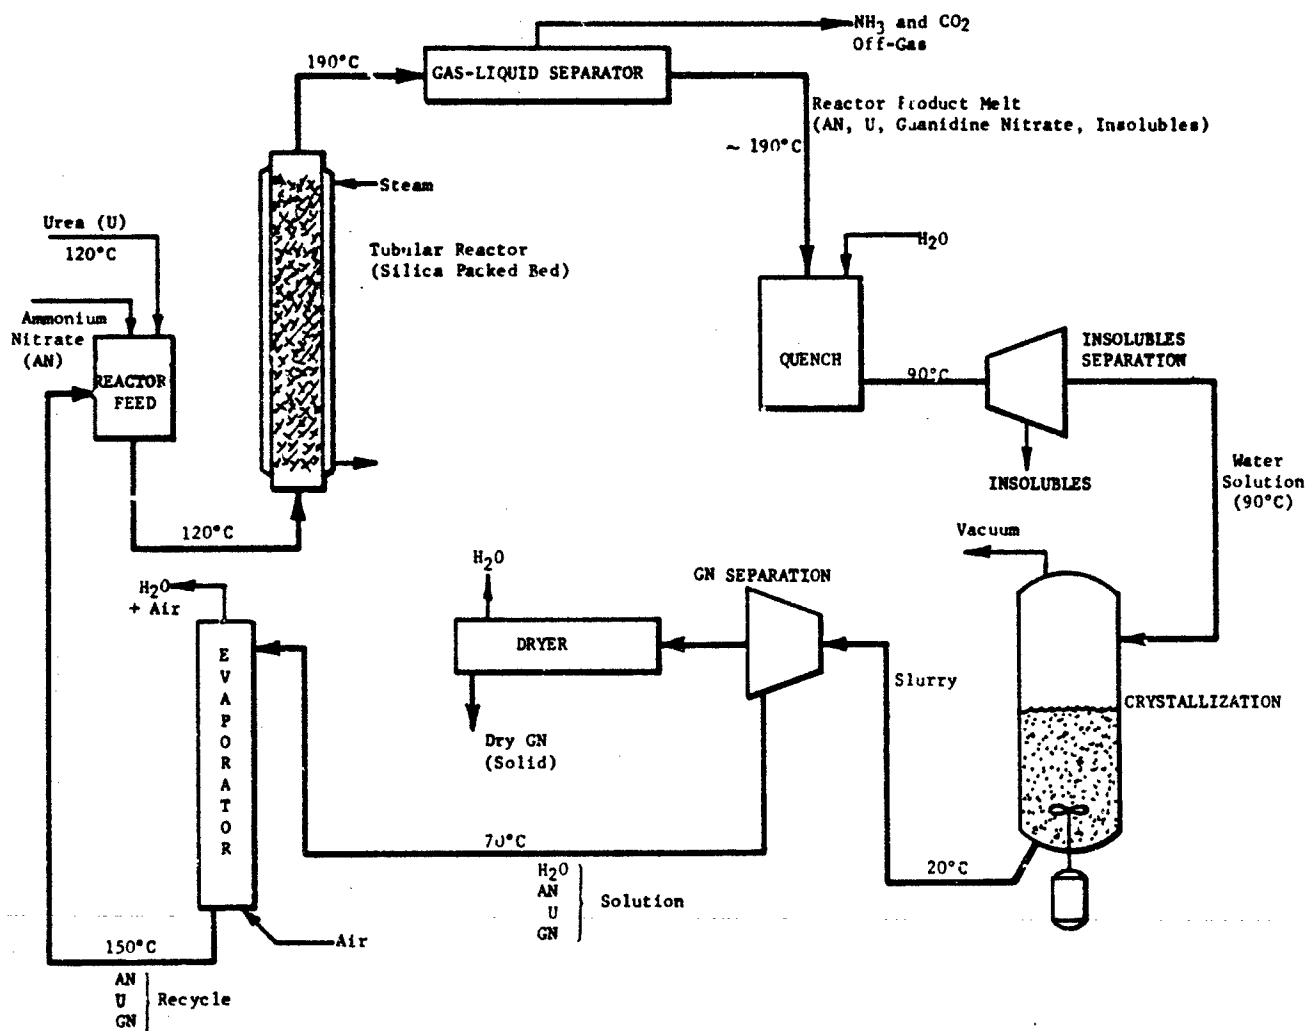 NH3 and CO2
Off-Gas
190°C
GAS-LIQUID SEPARATOR
Reactor Product Melt
(AN, U, Guanidine Nitrate, Insolubles)
~ 190°C
Steam
Urea (U)
120°C
H2O
Tubular Reactor
(Silica Packed Bed)
Ammonium
Nitrate
(AN)
REACTOR
FEED
QUENCH
90°C
INSOLUBLES
SEPARATION
INSOLUBLES
Water
Solution
(90°C)
120°C
Vacuum
H2O
+ Air
H2O
GN SEPARATION
DRYER
EVAPORATOR
Slurry
CRYSTALLIZATION
Dry GN
(Solid)
70°C
20°C
H2O
AN
U
GN
Solution
Air
150°C
AN
U
GN
Recycle